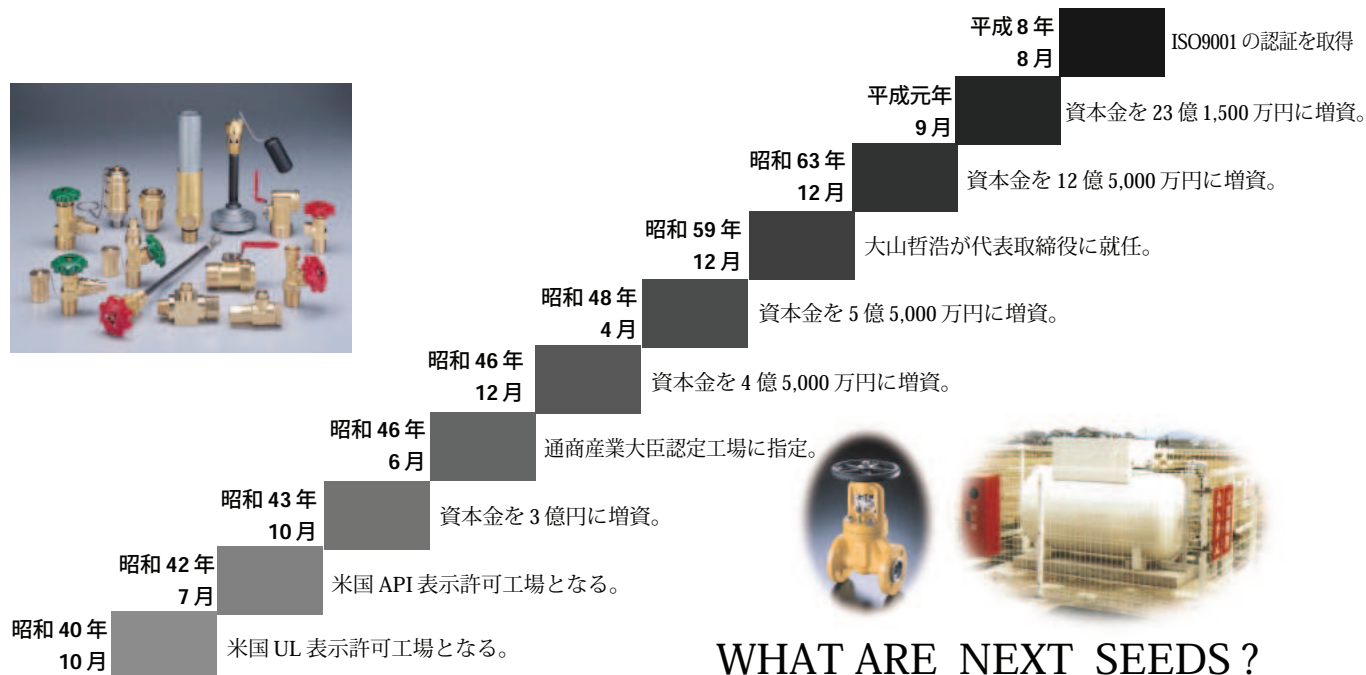 平成 8 年
8 月
ISO9001 の認証を取得
平成元年
9 月
資本金を 23 億 1,500 万円に増資。
昭和 63 年
12 月
資本金を 12 億 5,000 万円に増資。
昭和 59 年
12 月
大山哲浩が代表取締役に就任。
昭和 48 年
4 月
資本金を 5 億 5,000 万円に増資。
昭和 46 年
12 月
資本金を 4 億 5,000 万円に増資。
昭和 46 年
6 月
通商産業大臣認定工場に指定。
昭和 43 年
10 月
資本金を 3 億円に増資。
昭和 42 年
7 月
米国 API 表示許可工場となる。
昭和 40 年
10 月
米国 UL 表示許可工場となる。
WHAT ARE NEXT SEEDS ?